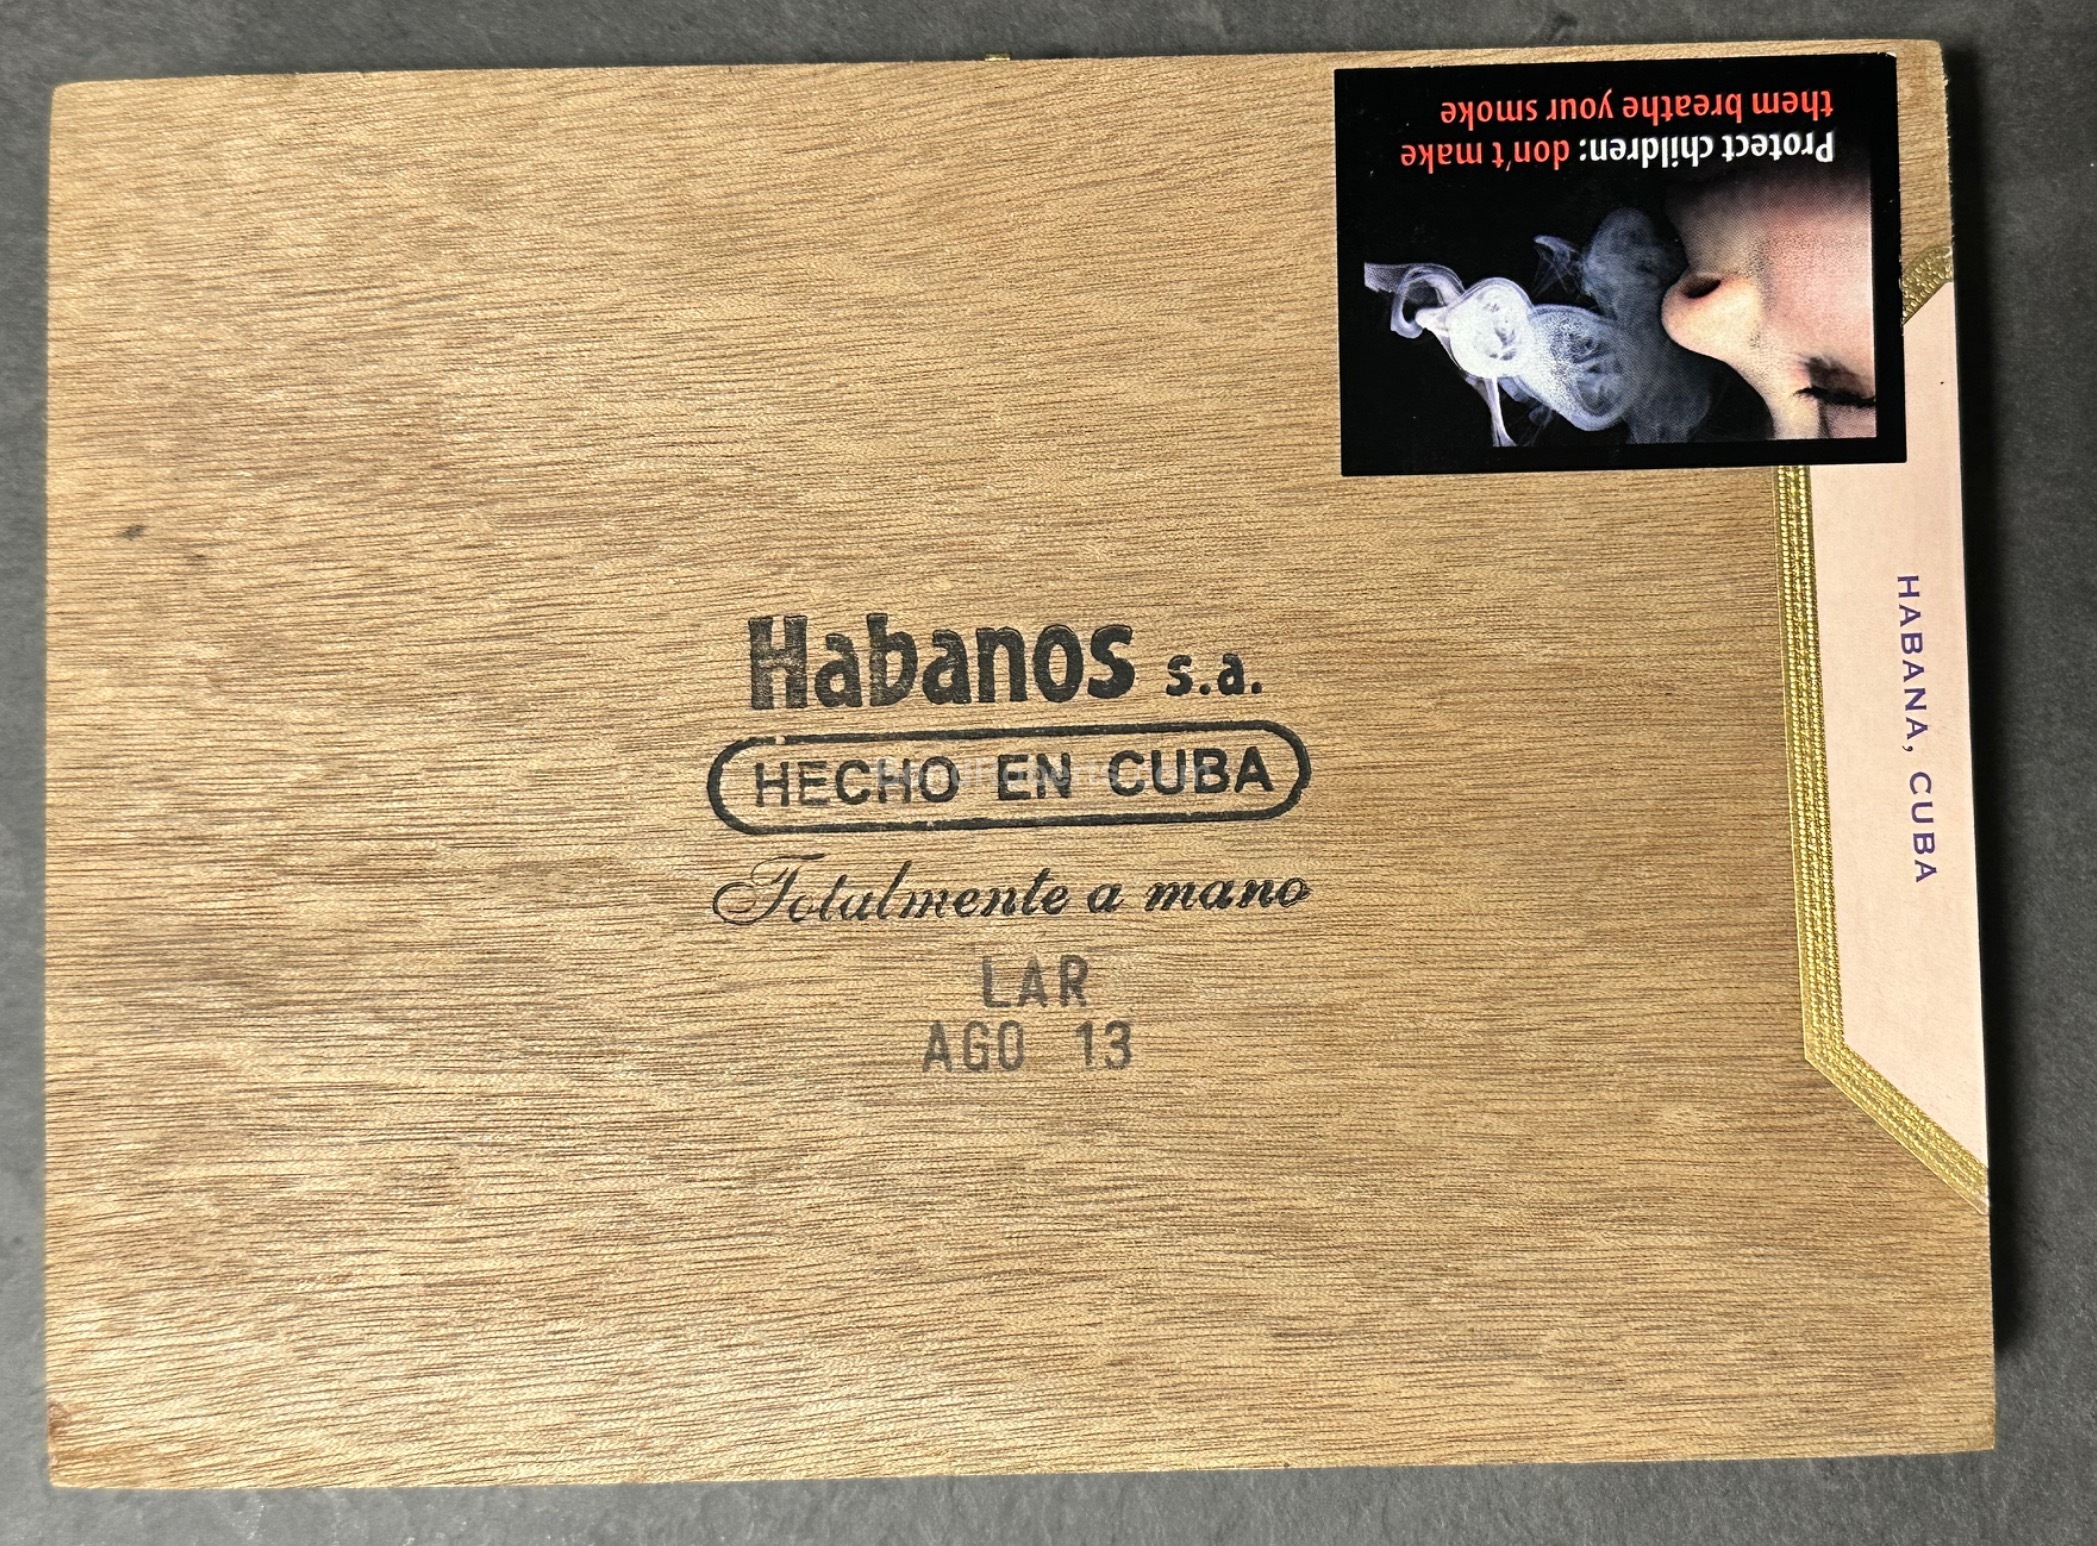 Protect children: don't make
them breathe your smoke
HABANA, CUBA
Habanos s.a.
HECHO EN CUBA
Totalmente a mano
LAR
AGO 13